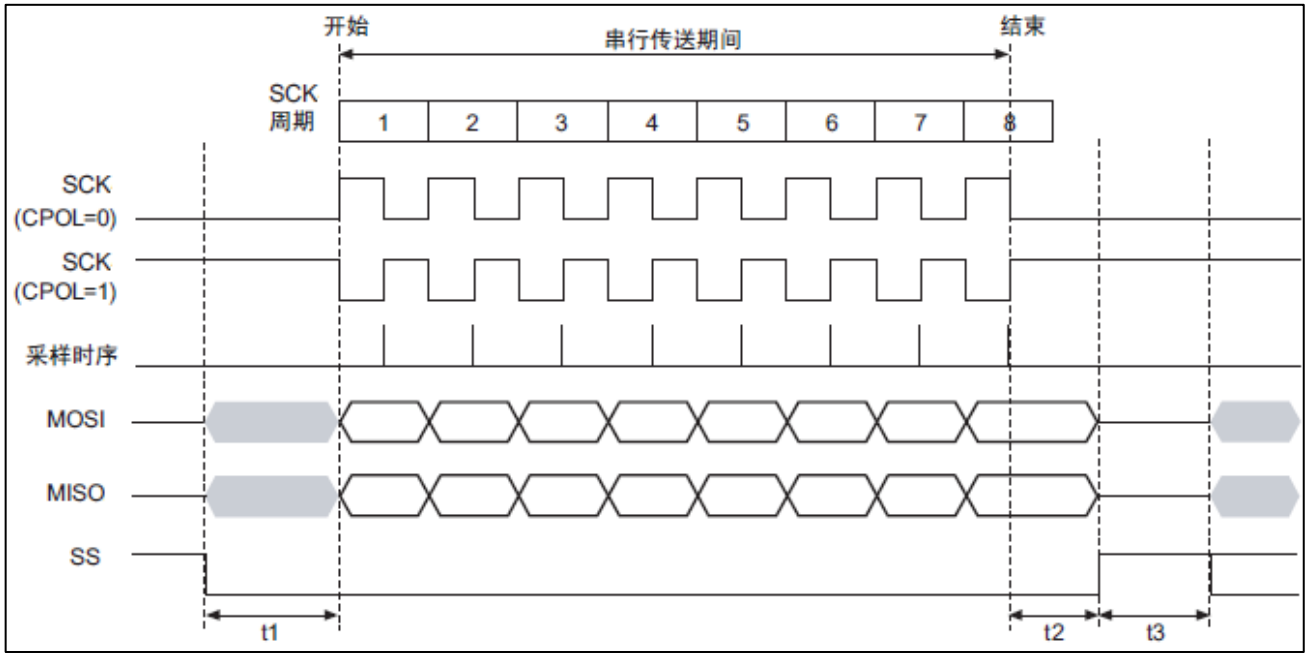 开始
结束
串行传送期间
SCK
周期
1 2 3 4 5 6 7 8
SCK
(CPOL=0)
SCK
(CPOL=1)
采样时序
MOSI
MISO
SS
t1
t2
t3